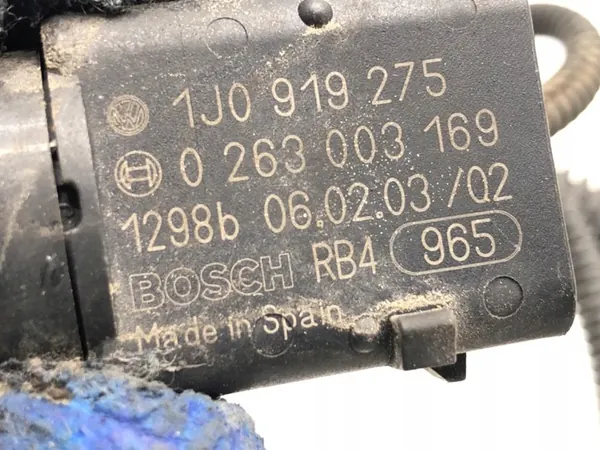 1J0 919 275
0 263 003 169
1298b 06.02.03/Q2
BOSCH RB4 965
Made in Spain